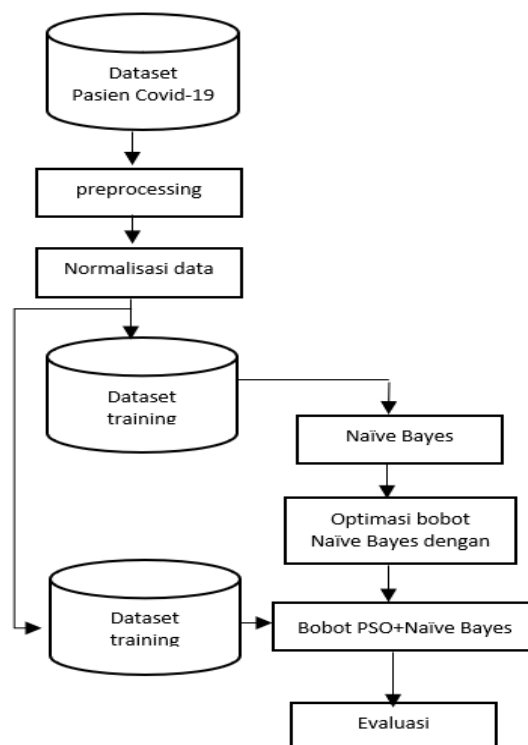 Dataset
Pasien Covid-19
preprocessing
Normalisasi data
Dataset
training
Naïve Bayes
Optimasi bobot
Naïve Bayes dengan
Dataset
training
Bobot PSO+Naïve Bayes
Evaluasi